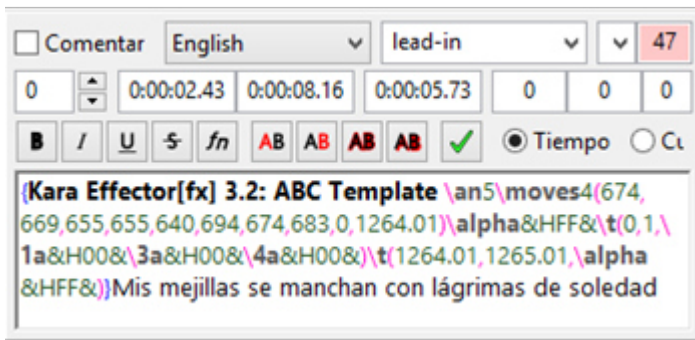 Comentar English lead-in 47
0 0:00:02.43 0:00:08.16 0:00:05.73 0 0 0
B I U S fn AB AB AB AB Tiempo Cu
{Kara Effector[fx] 3.2: ABC Template \an5\moves4(674,
669,655,655,640,694,674,683,0,1264.01)\alpha&HFF&\t(0,1,\
1a&H00&\3a&H00&\4a&H00&)\t(1264.01,1265.01,\alpha
&HFF&)}Mis mejillas se manchan con lágrimas de soledad